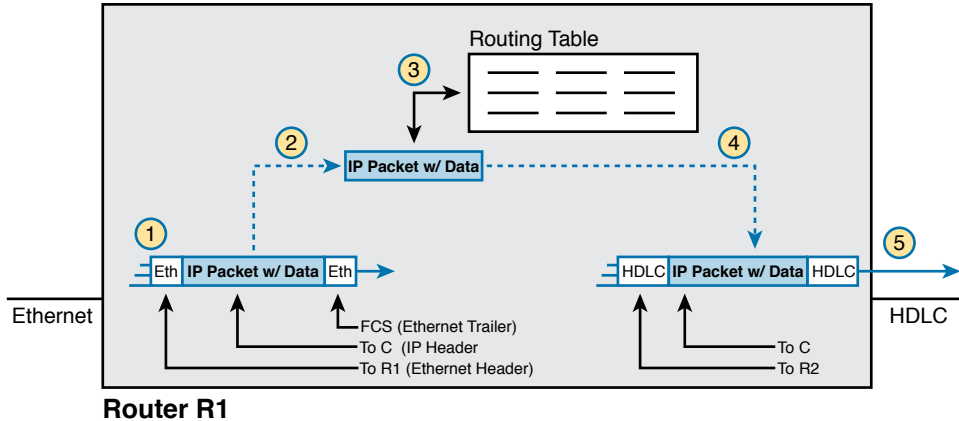 Routing Table
3
2
4
IP Packet w/ Data
1
5
Eth IP Packet w/ Data Eth
HDLC IP Packet w/ Data HDLC
Ethernet
HDLC
FCS (Ethernet Trailer)
To C (IP Header
To R1 (Ethernet Header)
To C
To R2
Router R1